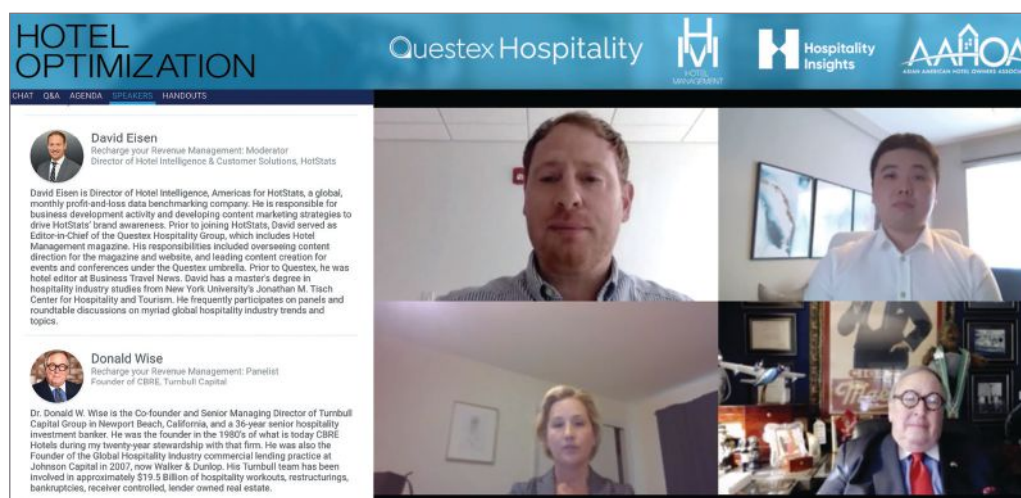 HOTEL
OPTIMIZATION
Questex Hospitality
HM
HOTEL
MANAGEMENT
Hospitality
Insights
AAHOA
ASIAN AMERICAN HOTEL OWNERS ASSOCIA
CHAT Q&A AGENDA SPEAKERS HANDOUTS
David Eisen
Recharge your Revenue Management: Moderator
Director of Hotel Intelligence & Customer Solutions, HotStats
David Eisen is Director of Hotel Intelligence, Americas for HotStats, a global,
monthly profit-and-loss data benchmarking company. He is responsible for
business development activity and developing content marketing strategies to
drive HotStats' brand awareness. Prior to joining HotStats, David served as
Editor-in-Chief of the Questex Hospitality Group, which includes Hotel
Management magazine. His responsibilities included overseeing content
direction for the magazine and website, and leading content creation for
events and conferences under the Questex umbrella. Prior to Questex, he was
hotel editor at Business Travel News. David has a master's degree in
hospitality industry studies from New York University's Jonathan M. Tisch
Center for Hospitality and Tourism. He frequently participates on panels and
roundtable discussions on myriad global hospitality industry trends and
topics.
Donald Wise
Recharge your Revenue Management: Panelist
Founder of CBRE, Turnbull Capital
Dr. Donald W. Wise is the Co-founder and Senior Managing Director of Turnbull
Capital Group in Newport Beach, California, and a 36-year senior hospitality
investment banker. He was the founder in the 1980's of what is today CBRE
Hotels during my twenty-year stewardship with that firm. He was also the
Founder of the Global Hospitality Industry commercial lending practice at
Johnson Capital in 2007, now Walker & Dunlop. His Turnbull team has been
involved in approximately $19.5 Billion of hospitality workouts, restructurings,
bankruptcies, receiver controlled, lender owned real estate.